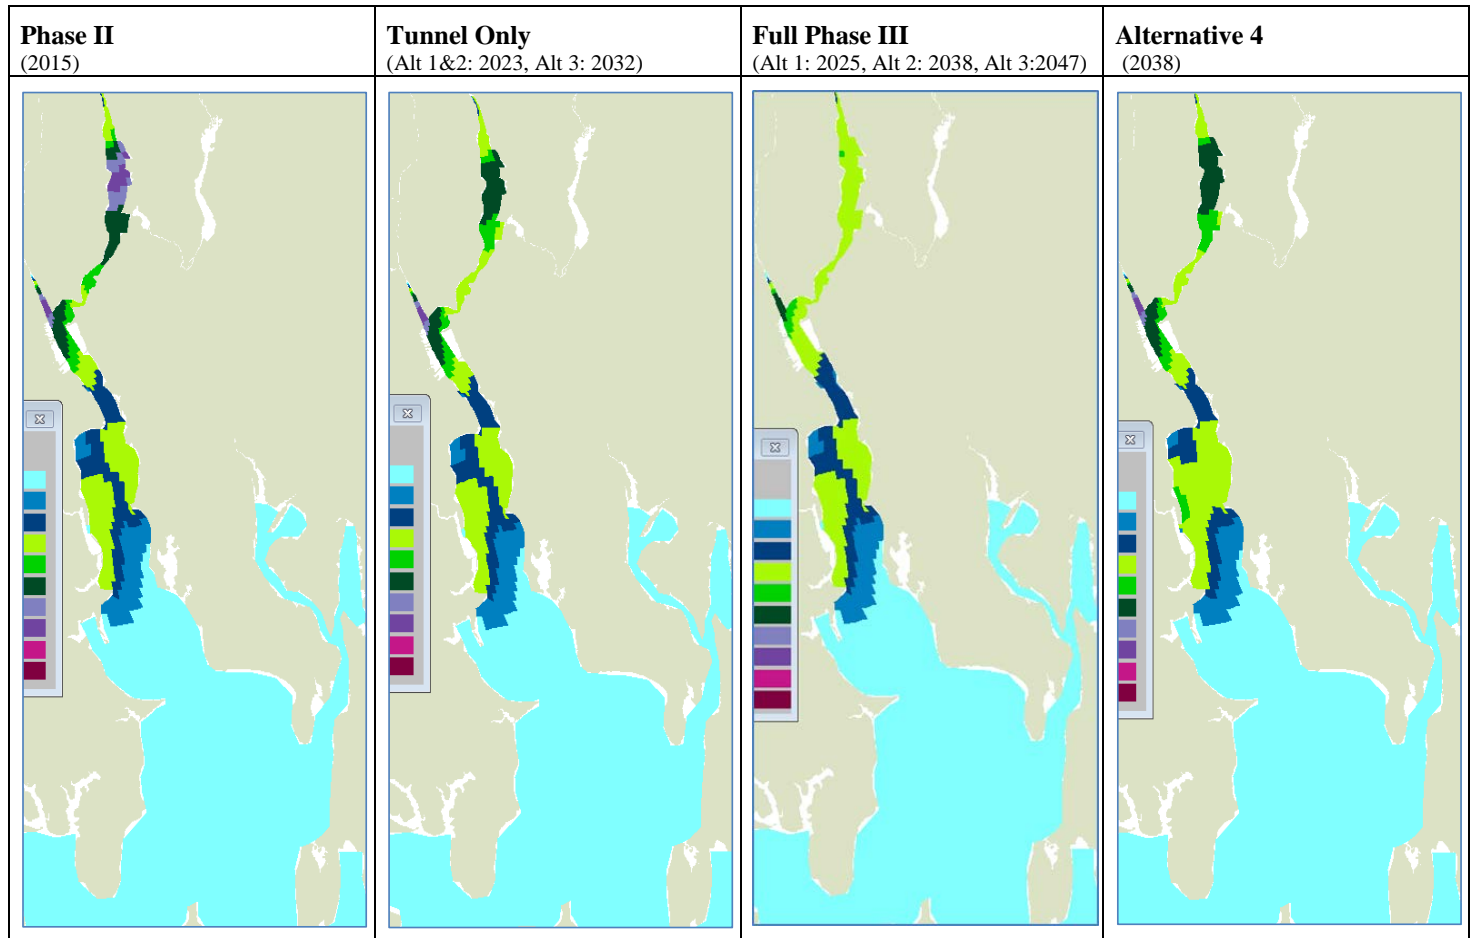 Phase II
(2015)
Tunnel Only
(Alt 1&2: 2023, Alt 3: 2032)
Full Phase III
(Alt 1: 2025, Alt 2: 2038, Alt 3:2047)
Alternative 4
(2038)